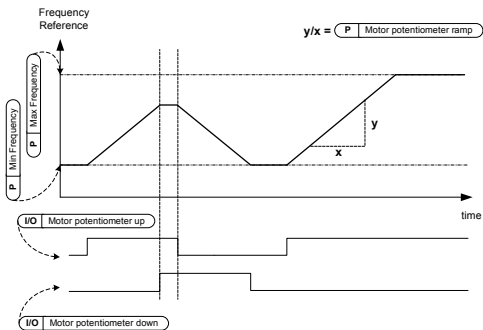 Frequency
Reference
y/x = P Motor potentiometer ramp
P Max Frequency
P Min Frequency
y
x
time
I/O Motor potentiometer up
I/O Motor potentiometer down